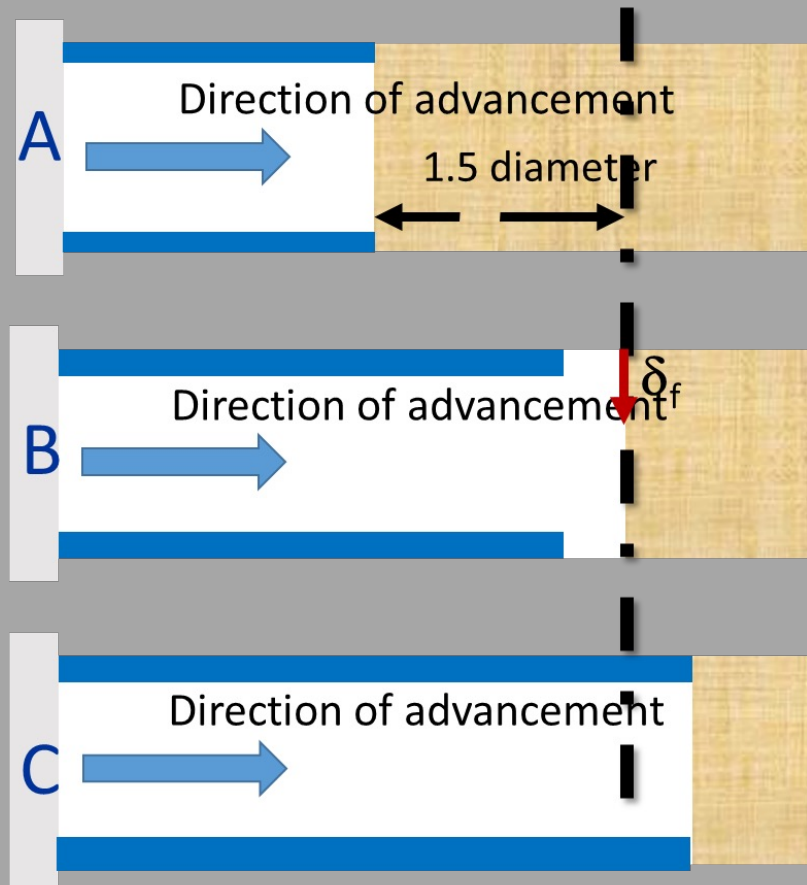 A
Direction of advancement
1.5 diameter
B
δf
Direction of advancement
C
Direction of advancement